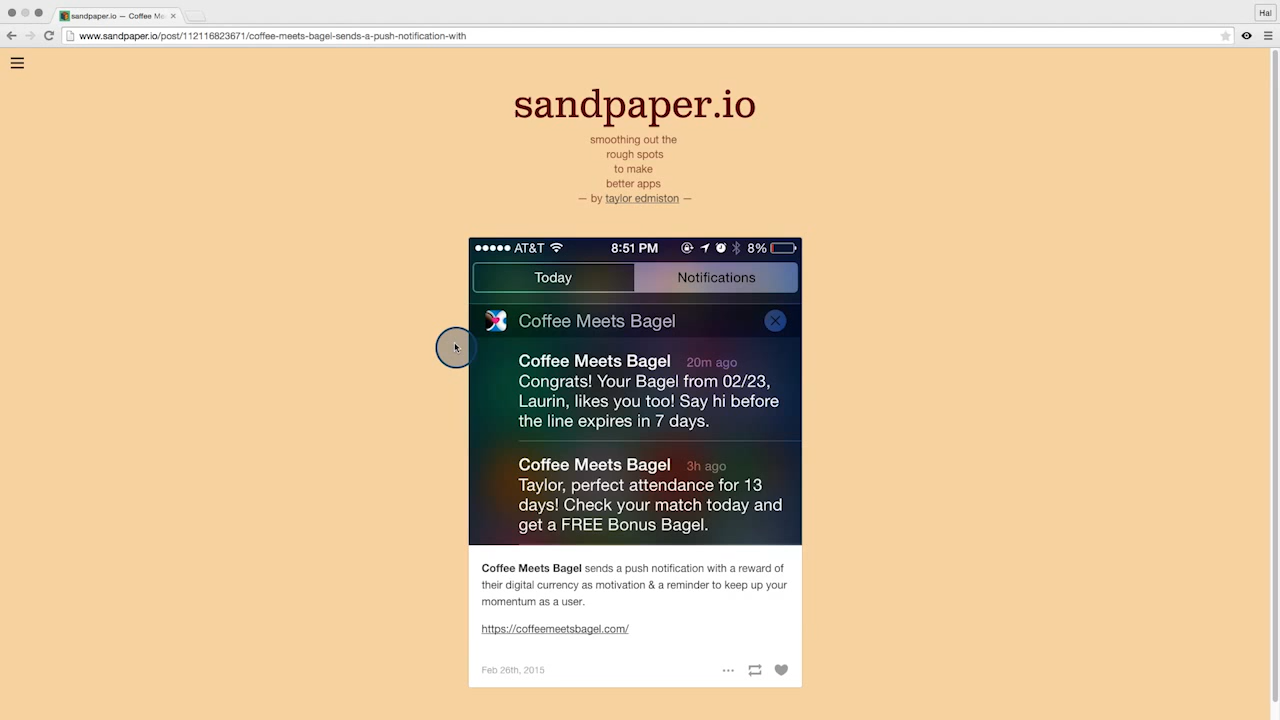 sandpaper.io — Coffee Me
Hal
www.sandpaper.io/post/112116823671/coffee-meets-bagel-sends-a-push-notification-with
sandpaper.io
smoothing out the
rough spots
to make
better apps
— by taylor edmiston —
AT&T 8:51 PM 8%
Today Notifications
Coffee Meets Bagel
Coffee Meets Bagel 20m ago
Congrats! Your Bagel from 02/23,
Laurin, likes you too! Say hi before
the line expires in 7 days.
Coffee Meets Bagel 3h ago
Taylor, perfect attendance for 13
days! Check your match today and
get a FREE Bonus Bagel.
Coffee Meets Bagel sends a push notification with a reward of
their digital currency as motivation & a reminder to keep up your
momentum as a user.
https://coffeemeetsbagel.com/
Feb 26th, 2015